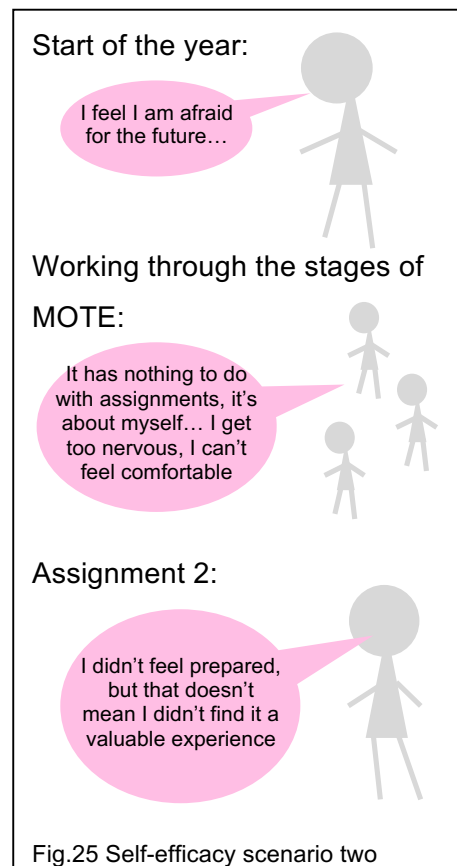 Start of the year:
I feel I am afraid
for the future…
Working through the stages of
MOTE:
It has nothing to do
with assignments, it’s
about myself… I get
too nervous, I can’t
feel comfortable
Assignment 2:
I didn’t feel prepared,
but that doesn’t
mean I didn’t find it a
valuable experience
Fig.25 Self-efficacy scenario two